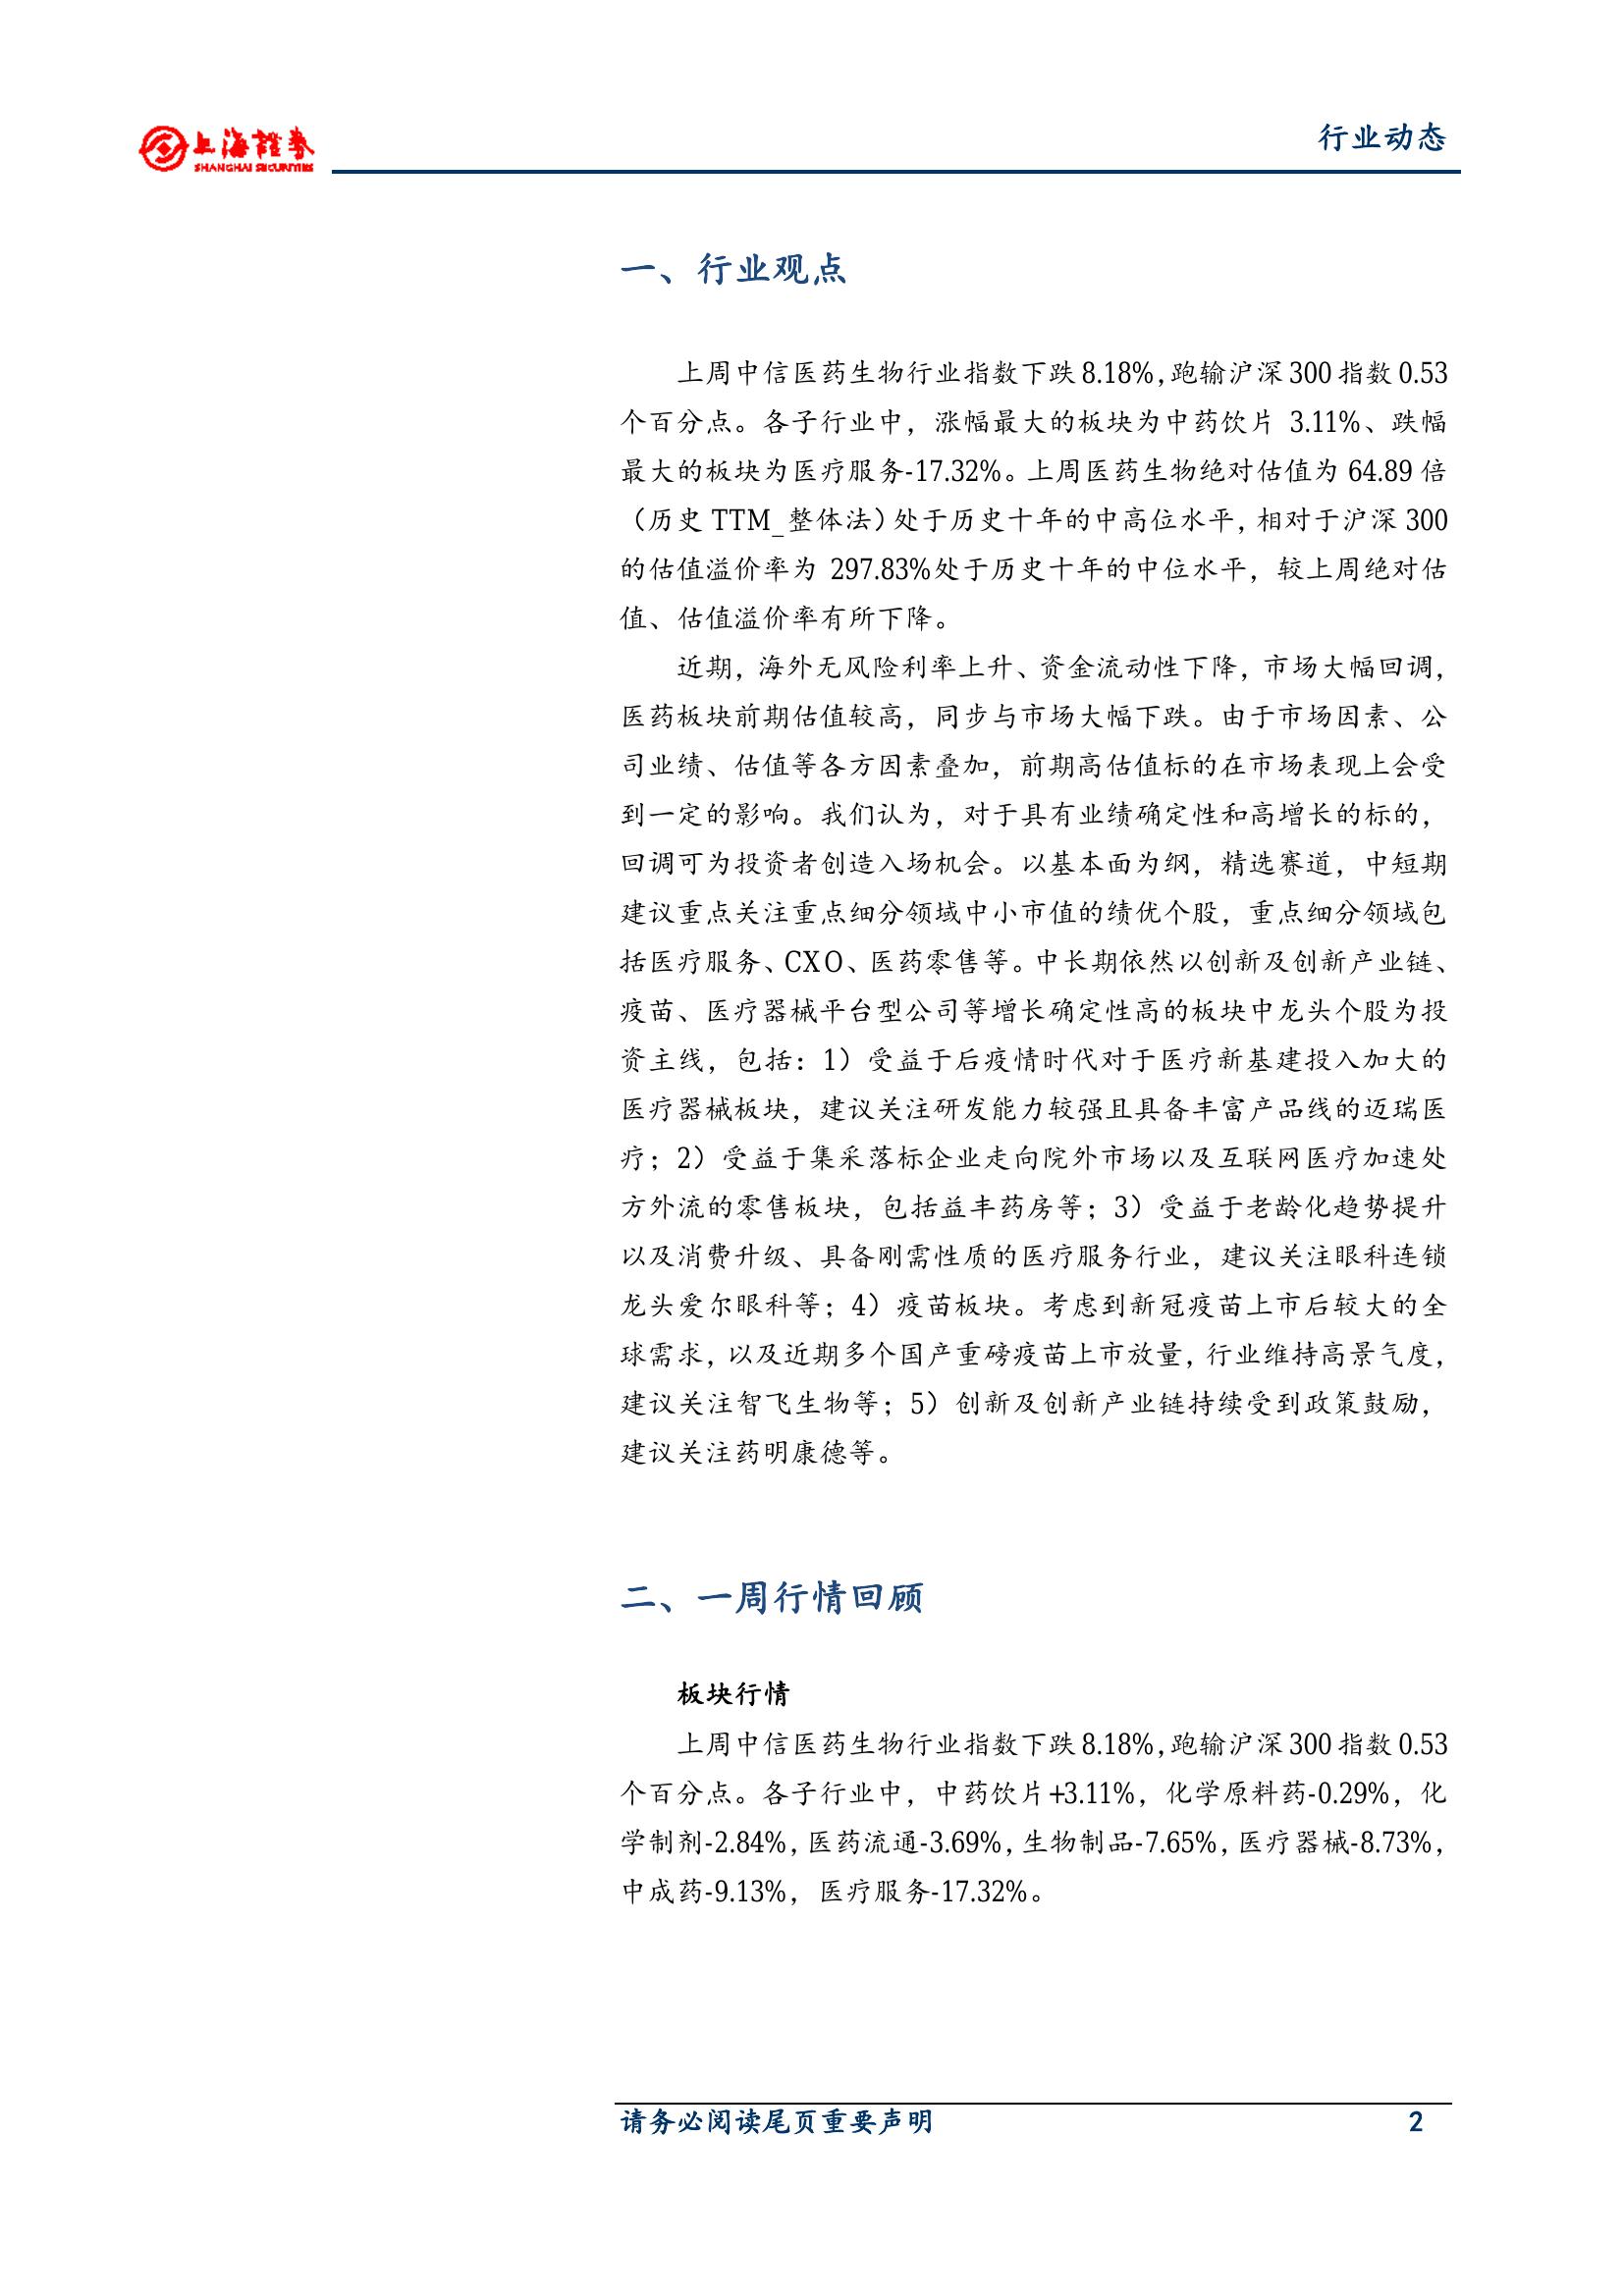 上海證券
SHANGHAI SECURITIES
行业动态
一、行业观点
上周中信医药生物行业指数下跌 8.18%，跑输沪深 300 指数 0.53
个百分点。各子行业中，涨幅最大的板块为中药饮片 3.11%、跌幅
最大的板块为医疗服务-17.32%。上周医药生物绝对估值为 64.89 倍
（历史 TTM_整体法）处于历史十年的中高位水平，相对于沪深 300
的估值溢价率为 297.83%处于历史十年的中位水平，较上周绝对估
值、估值溢价率有所下降。
近期，海外无风险利率上升、资金流动性下降，市场大幅回调，
医药板块前期估值较高，同步与市场大幅下跌。由于市场因素、公
司业绩、估值等各方因素叠加，前期高估值标的在市场表现上会受
到一定的影响。我们认为，对于具有业绩确定性和高增长的标的，
回调可为投资者创造入场机会。以基本面为纲，精选赛道，中短期
建议重点关注重点细分领域中小市值的绩优个股，重点细分领域包
括医疗服务、CXO、医药零售等。中长期依然以创新及创新产业链、
疫苗、医疗器械平台型公司等增长确定性高的板块中龙头个股为投
资主线，包括：1）受益于后疫情时代对于医疗新基建投入加大的
医疗器械板块，建议关注研发能力较强且具备丰富产品线的迈瑞医
疗；2）受益于集采落标企业走向院外市场以及互联网医疗加速处
方外流的零售板块，包括益丰药房等；3）受益于老龄化趋势提升
以及消费升级、具备刚需性质的医疗服务行业，建议关注眼科连锁
龙头爱尔眼科等；4）疫苗板块。考虑到新冠疫苗上市后较大的全
球需求，以及近期多个国产重磅疫苗上市放量，行业维持高景气度，
建议关注智飞生物等；5）创新及创新产业链持续受到政策鼓励，
建议关注药明康德等。
二、一周行情回顾
板块行情
上周中信医药生物行业指数下跌 8.18%，跑输沪深 300 指数 0.53
个百分点。各子行业中，中药饮片+3.11%，化学原料药-0.29%，化
学制剂-2.84%，医药流通-3.69%，生物制品-7.65%，医疗器械-8.73%，
中成药-9.13%，医疗服务-17.32%。
请务必阅读尾页重要声明 2